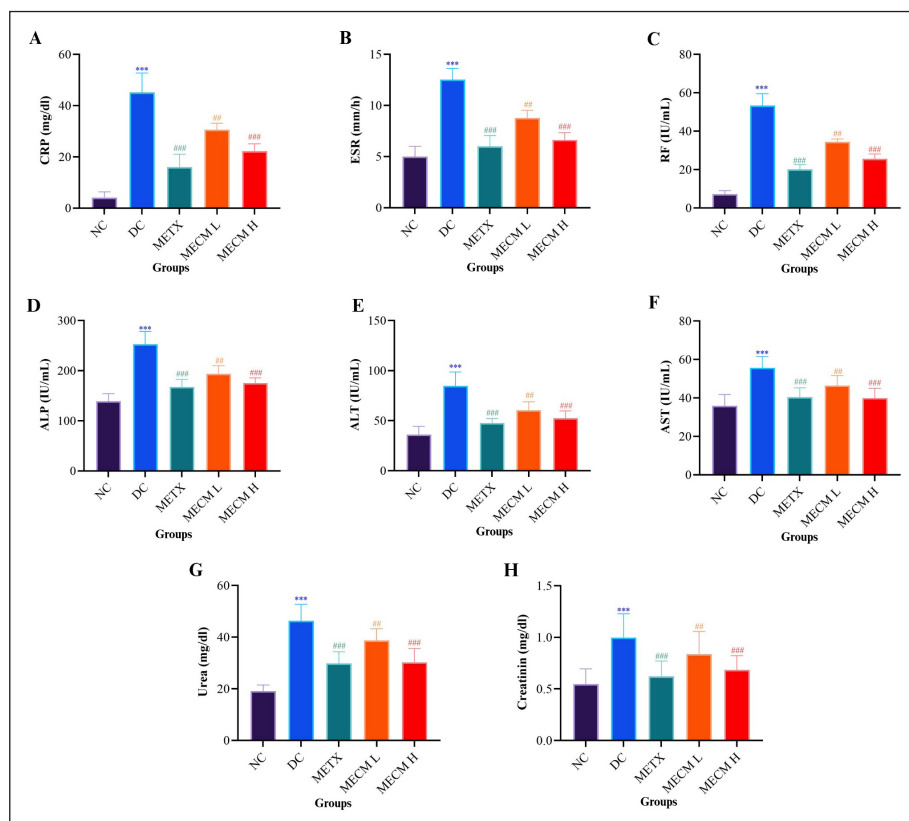 A
CRP (mg/dl)
60
40
20
0
***
###
##
###
NC
DC
METX
MECM L
MECM H
Groups
B
ESR (mm/h)
15
10
5
0
***
###
##
###
NC
DC
METX
MECM L
MECM H
Groups
C
RF (IU/mL)
80
60
40
20
0
***
###
##
###
NC
DC
METX
MECM L
MECM H
Groups
D
ALP (IU/mL)
300
200
100
0
***
###
##
###
NC
DC
METX
MECM L
MECM H
Groups
E
ALT (IU/mL)
150
100
50
0
***
###
##
###
NC
DC
METX
MECM L
MECM H
Groups
F
AST (IU/mL)
80
60
40
20
0
***
###
##
###
NC
DC
METX
MECM L
MECM H
Groups
G
Urea (mg/dl)
60
40
20
0
***
###
##
###
NC
DC
METX
MECM L
MECM H
Groups
H
Creatinin (mg/dl)
1.5
1.0
0.5
0.0
***
###
##
###
NC
DC
METX
MECM L
MECM H
Groups